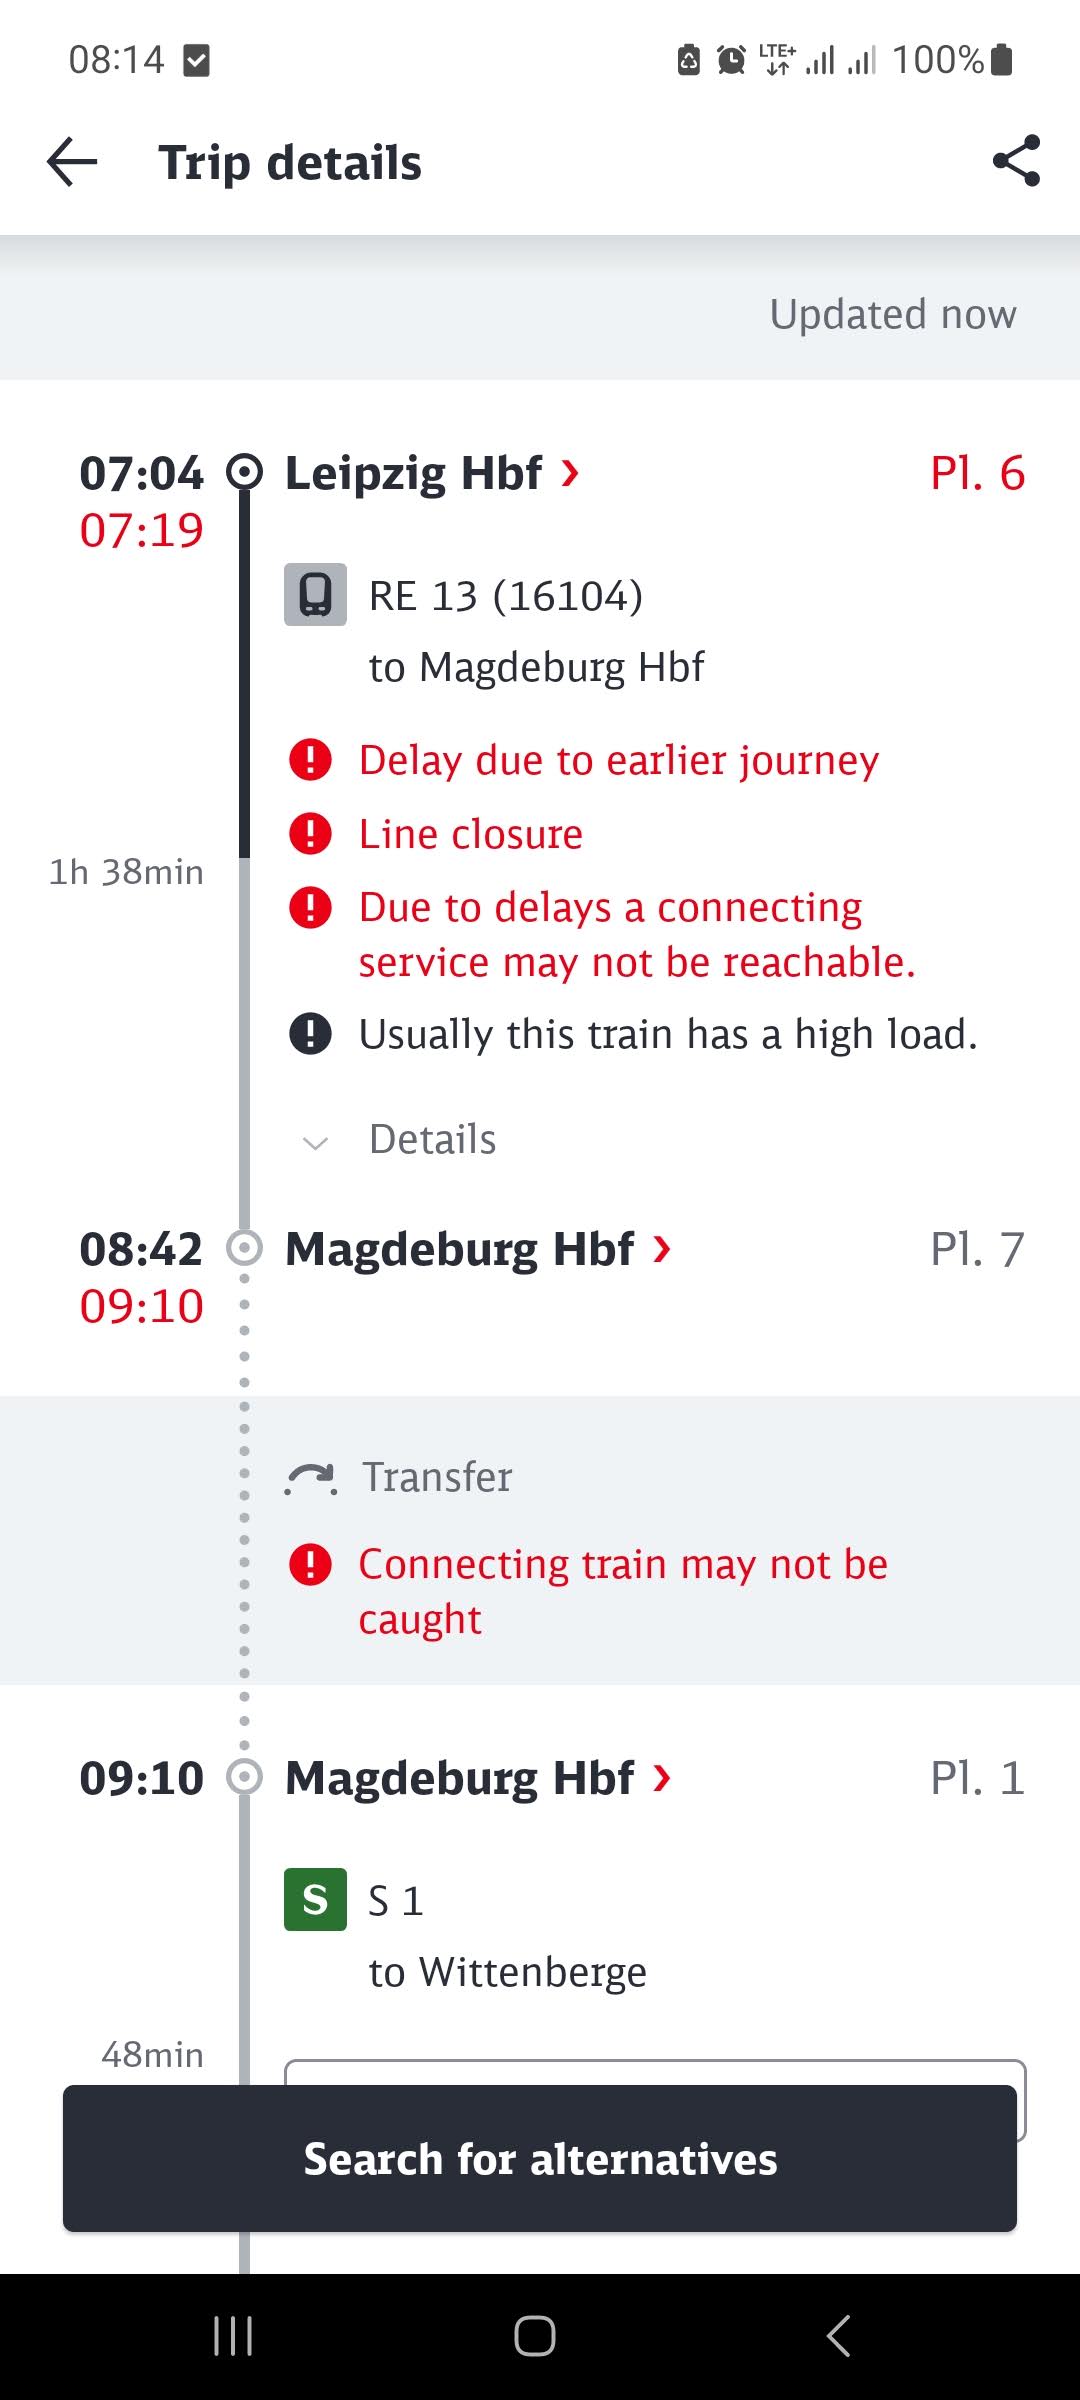 08:14 LTE+ 100%
Trip details
Updated now
07:04 Leipzig Hbf Pl. 6
07:19
RE 13 (16104)
to Magdeburg Hbf
Delay due to earlier journey
Line closure
1h 38min
Due to delays a connecting
service may not be reachable.
Usually this train has a high load.
Details
08:42 Magdeburg Hbf Pl. 7
09:10
Transfer
Connecting train may not be
caught
09:10 Magdeburg Hbf Pl. 1
S S 1
to Wittenberge
48min
Search for alternatives